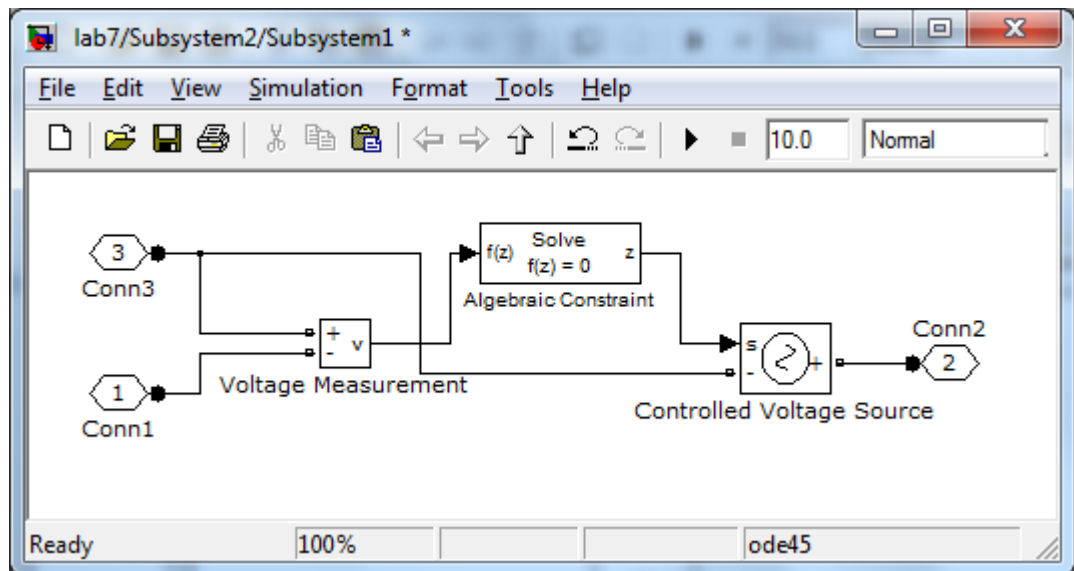 lab7/Subsystem2/Subsystem1 *
X
File Edit View Simulation Format Tools Help
10.0 Normal
3
Conn3
f(z) Solve z
f(z) = 0
Algebraic Constraint
+
- v
Voltage Measurement
1
Conn1
s
- +
Controlled Voltage Source
Conn2
2
Ready 100% ode45